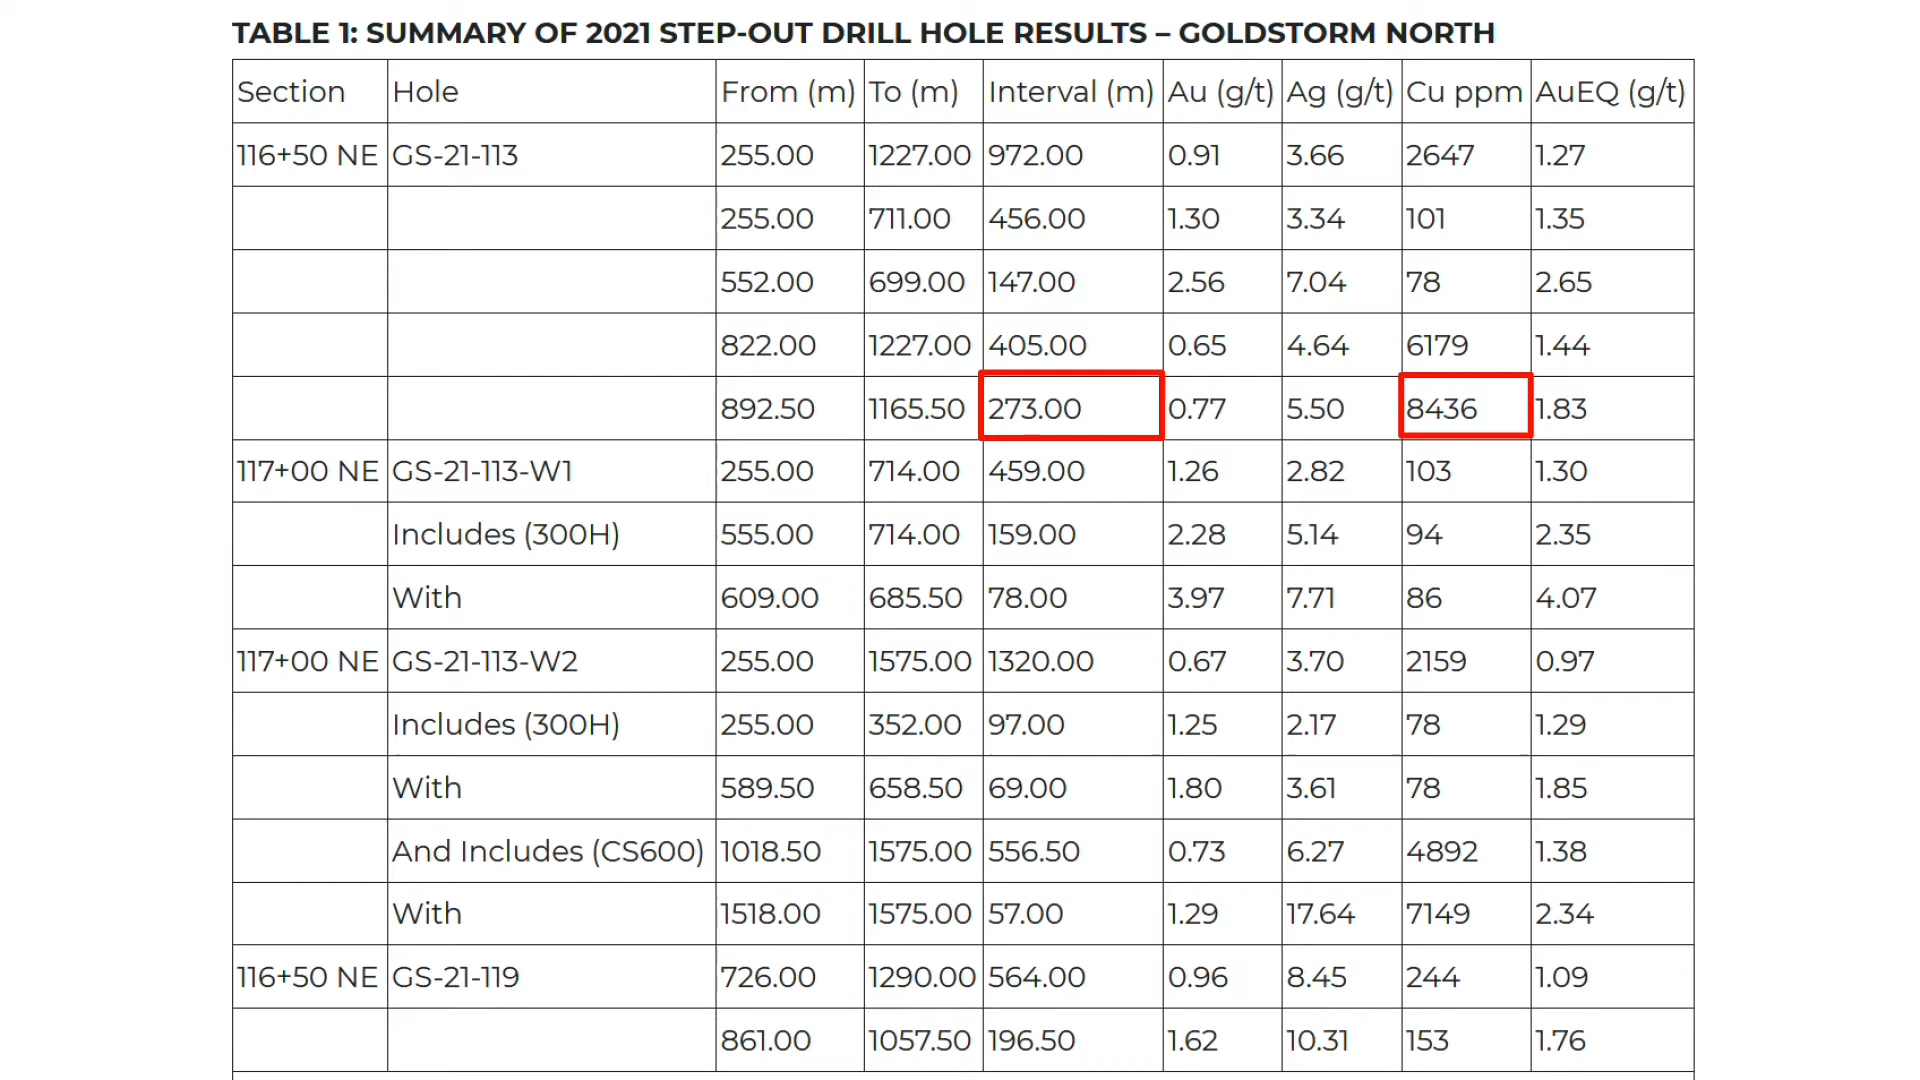 TABLE 1: SUMMARY OF 2021 STEP-OUT DRILL HOLE RESULTS – GOLDSTORM NORTH
Section Hole From (m) To (m) Interval (m) Au (g/t) Ag (g/t) Cu ppm AuEQ (g/t)
116+50 NE GS-21-113 255.00 1227.00 972.00 0.91 3.66 2647 1.27
255.00 711.00 456.00 1.30 3.34 101 1.35
552.00 699.00 147.00 2.56 7.04 78 2.65
822.00 1227.00 405.00 0.65 4.64 6179 1.44
892.50 1165.50 273.00 0.77 5.50 8436 1.83
117+00 NE GS-21-113-W1 255.00 714.00 459.00 1.26 2.82 103 1.30
Includes (300H) 555.00 714.00 159.00 2.28 5.14 94 2.35
With 609.00 685.50 78.00 3.97 7.71 86 4.07
117+00 NE GS-21-113-W2 255.00 1575.00 1320.00 0.67 3.70 2159 0.97
Includes (300H) 255.00 352.00 97.00 1.25 2.17 78 1.29
With 589.50 658.50 69.00 1.80 3.61 78 1.85
And Includes (CS600) 1018.50 1575.00 556.50 0.73 6.27 4892 1.38
With 1518.00 1575.00 57.00 1.29 17.64 7149 2.34
116+50 NE GS-21-119 726.00 1290.00 564.00 0.96 8.45 244 1.09
861.00 1057.50 196.50 1.62 10.31 153 1.76